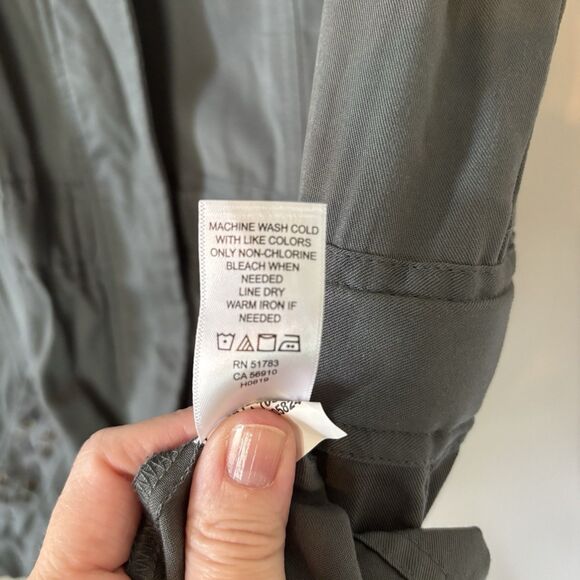 MACHINE WASH COLD
WITH LIKE COLORS
ONLY NON-CHLORINE
BLEACH WHEN
NEEDED
LINE DRY
WARM IRON IF
NEEDED
RN 51783
CA 56910
H0819